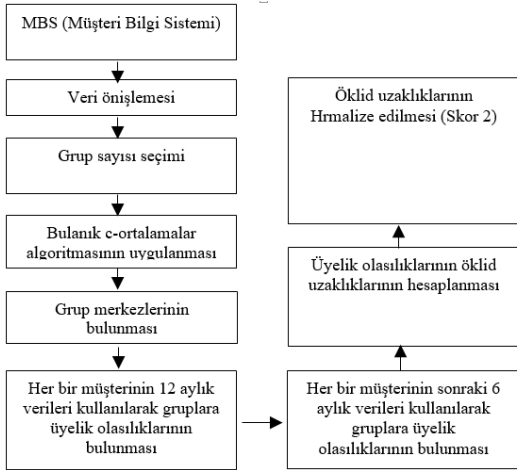 MBS (Müşteri Bilgi Sistemi)
Veri önişlemesi
Grup sayısı seçimi
Bulanık c-ortalamalar
algoritmasının uygulanması
Grup merkezlerinin
bulunması
Her bir müşterinin 12 aylık
verileri kullanılarak gruplara
üyelik olasılıklarının
bulunması
Her bir müşterinin sonraki 6
aylık verileri kullanılarak
gruplara üyelik
olasılıklarının bulunması
Üyelik olasılıklarının öklid
uzaklıklarının hesaplanması
Öklid uzaklıklarının
Hrmalize edilmesi (Skor 2)